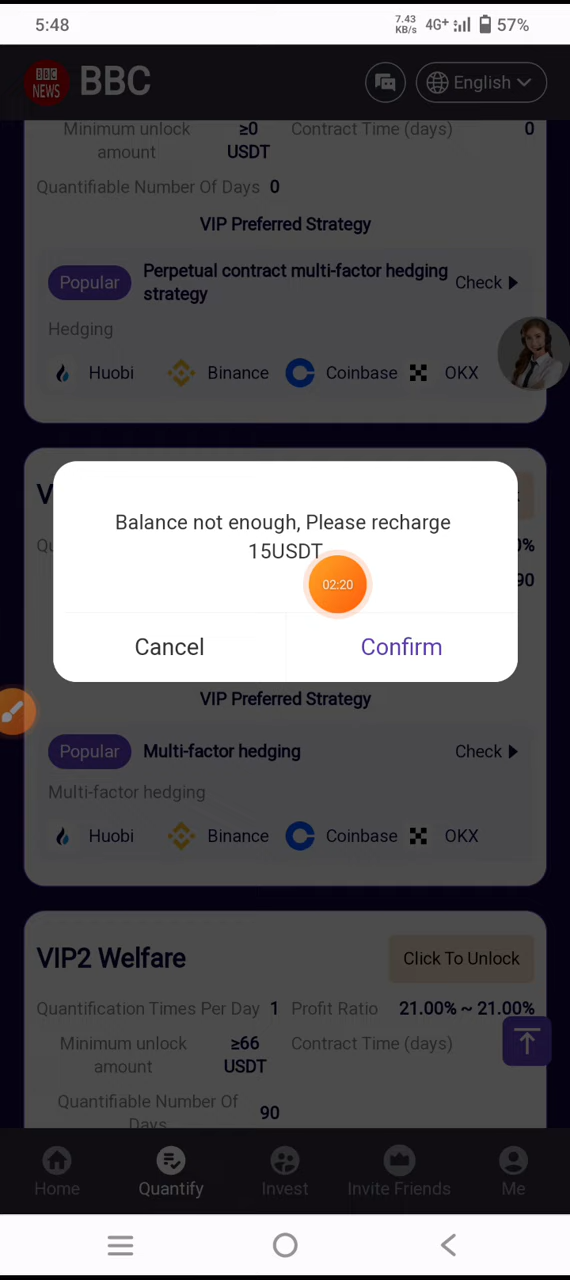 5:48
7.43 KB/s 4G+ 57%
BBC NEWS BBC English
Minimum unlock amount ≥0 USDT Contract Time (days) 0
Quantifiable Number Of Days 0
VIP Preferred Strategy
Popular Perpetual contract multi-factor hedging strategy Check
Hedging
Huobi Binance Coinbase OKX
Balance not enough, Please recharge
15USDT
02:20
Cancel Confirm
VIP Preferred Strategy
Popular Multi-factor hedging Check
Multi-factor hedging
Huobi Binance Coinbase OKX
VIP2 Welfare Click To Unlock
Quantification Times Per Day 1 Profit Ratio 21.00% ~ 21.00%
Minimum unlock amount ≥66 USDT Contract Time (days)
Quantifiable Number Of Days 90
Home Quantify Invest Invite Friends Me